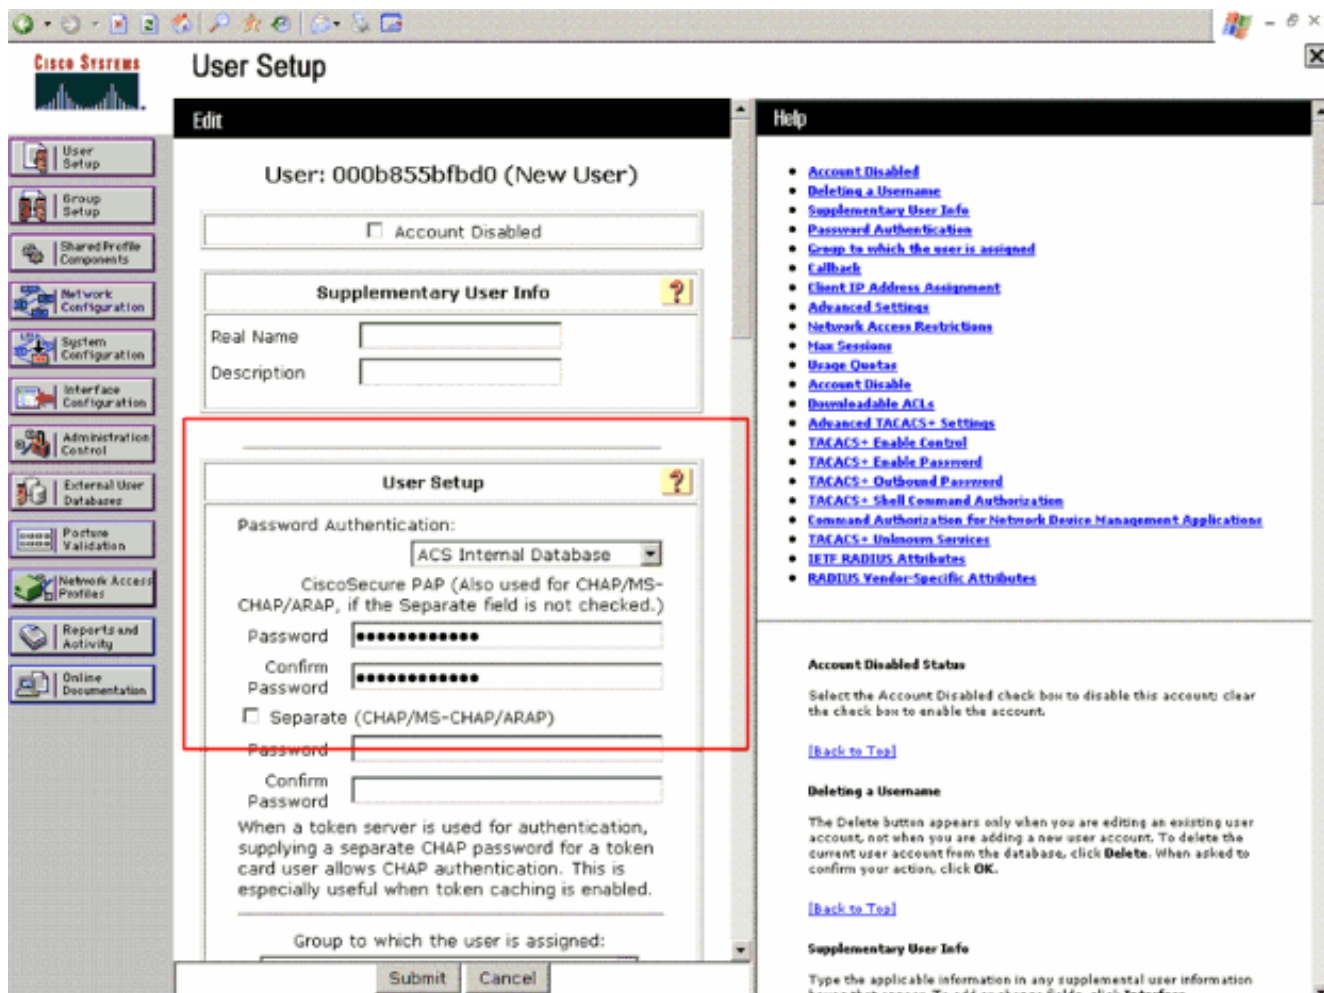 CISCO SYSTEMS
User Setup
User
Setup
Group
Setup
Shared Profile
Components
Network
Configuration
System
Configuration
Interface
Configuration
Administration
Control
External User
Databases
Posture
Validation
Network Access
Profiles
Reports and
Activity
Online
Documentation
Edit
User: 000b855bfbd0 (New User)
Account Disabled
Supplementary User Info
?
Real Name
Description
User Setup
?
Password Authentication:
ACS Internal Database
CiscoSecure PAP (Also used for CHAP/MS-
CHAP/ARAP, if the Separate field is not checked.)
Password ●●●●●●●●●●●●
Confirm
Password ●●●●●●●●●●●●
Separate (CHAP/MS-CHAP/ARAP)
Password
Confirm
Password
When a token server is used for authentication,
supplying a separate CHAP password for a token
card user allows CHAP authentication. This is
especially useful when token caching is enabled.
Group to which the user is assigned:
Submit Cancel
Help
Account Disabled
Deleting a Username
Supplementary User Info
Password Authentication
Group to which the user is assigned
Callback
Client IP Address Assignment
Advanced Settings
Network Access Restrictions
Max Sessions
Usage Quotas
Account Disable
Downloadable ACLs
Advanced TACACS+ Settings
TACACS+ Enable Control
TACACS+ Enable Password
TACACS+ Outbound Password
TACACS+ Shell Command Authorization
Command Authorization for Network Device Management Applications
TACACS+ Unknown Services
IETF RADIUS Attributes
RADIUS Vendor-Specific Attributes
Account Disabled Status
Select the Account Disabled check box to disable this account; clear
the check box to enable the account.
[Back to Top]
Deleting a Username
The Delete button appears only when you are editing an existing user
account, not when you are adding a new user account. To delete the
current user account from the database, click Delete. When asked to
confirm your action, click OK.
[Back to Top]
Supplementary User Info
Type the applicable information in any supplemental user information